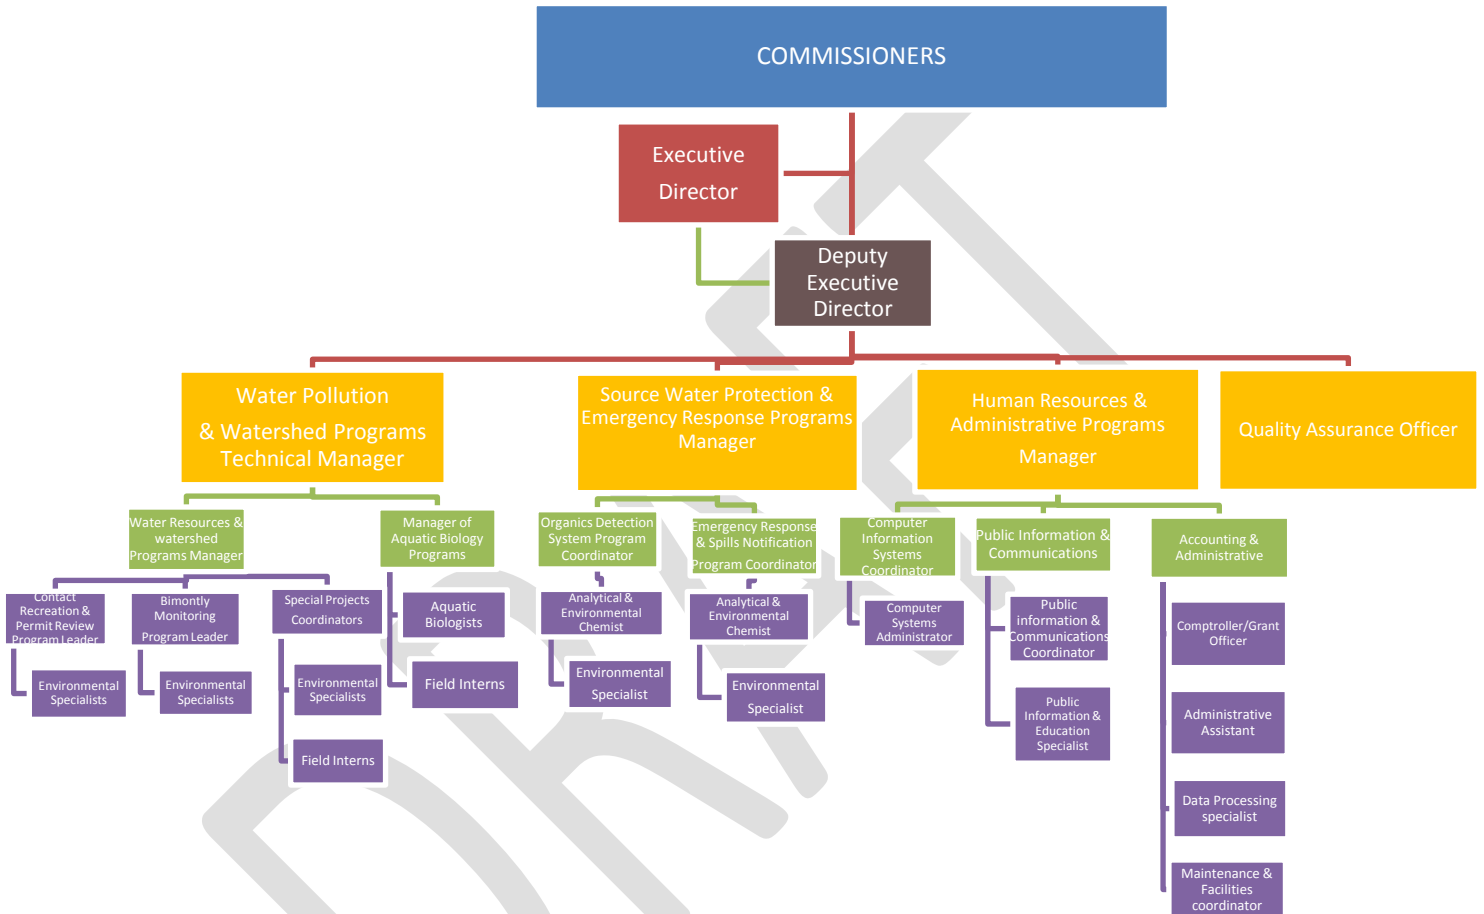 COMMISSIONERS
Executive
Director
Deputy
Executive
Director
Water Pollution
& Watershed Programs
Technical Manager
Source Water Protection &
Emergency Response Programs
Manager
Human Resources &
Administrative Programs
Manager
Quality Assurance Officer
Water Resources &
watershed
Programs Manager
Manager of
Aquatic Biology
Programs
Organics Detection
System Program
Coordinator
Emergency Response
& Spills Notification
Program Coordinator
Computer
Information
Systems
Coordinator
Public Information &
Communications
Accounting &
Administrative
Contact
Recreation &
Permit Review
Program Leader
Bimontly
Monitoring
Program Leader
Special Projects
Coordinators
Aquatic
Biologists
Analytical &
Environmental
Chemist
Analytical &
Environmental
Chemist
Computer
Systems
Administrator
Public
information &
Communications
Coordinator
Comptroller/Grant
Officer
Environmental
Specialists
Environmental
Specialists
Environmental
Specialists
Field Interns
Environmental
Specialist
Environmental
Specialist
Public
Information &
Education
Specialist
Administrative
Assistant
Field Interns
Data Processing
specialist
Maintenance &
Facilities
coordinator
DRAFT